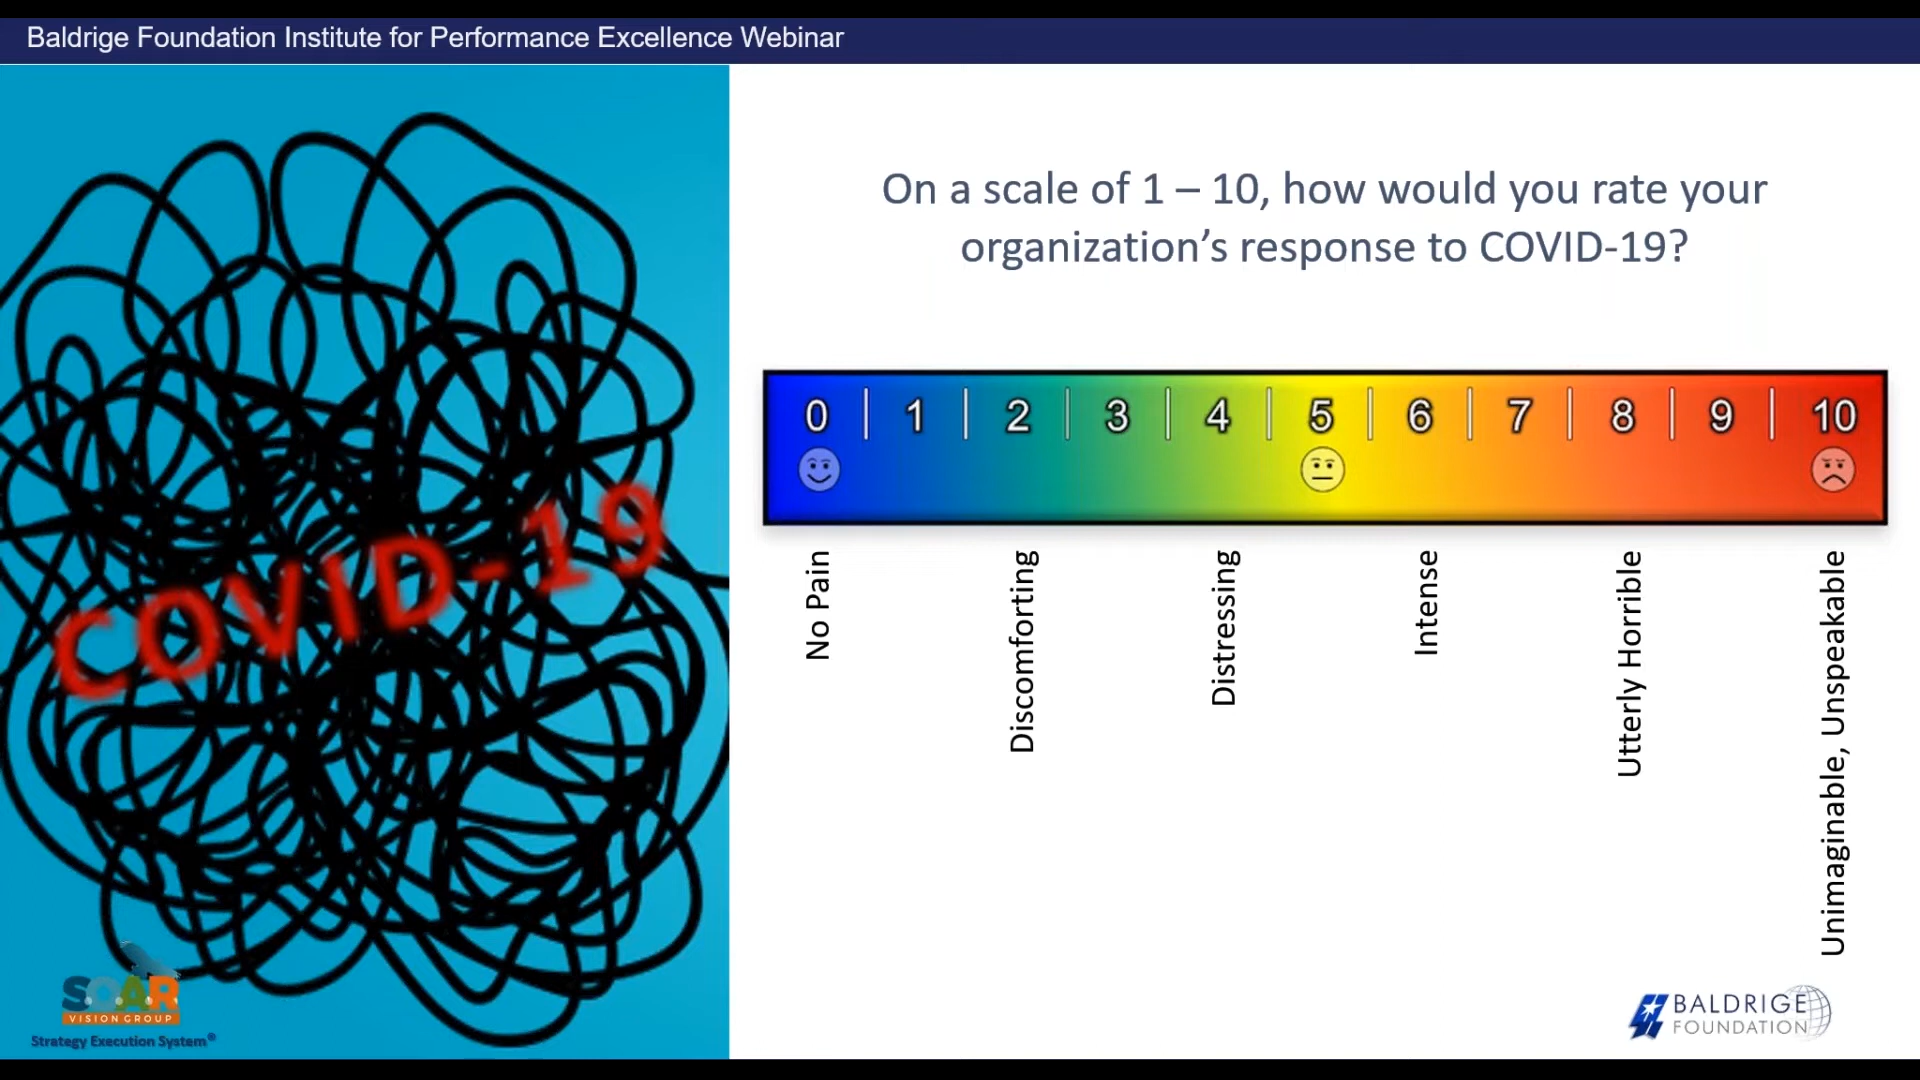 Baldrige Foundation Institute for Performance Excellence Webinar
On a scale of 1 – 10, how would you rate your
organization’s response to COVID-19?
0 | 1 | 2 | 3 | 4 | 5 | 6 | 7 | 8 | 9 | 10
No Pain
Discomforting
Distressing
Intense
Utterly Horrible
Unimaginable, Unspeakable
COVID-19
SOAR
VISION GROUP
Strategy Execution System®
BALDRIGE
FOUNDATION